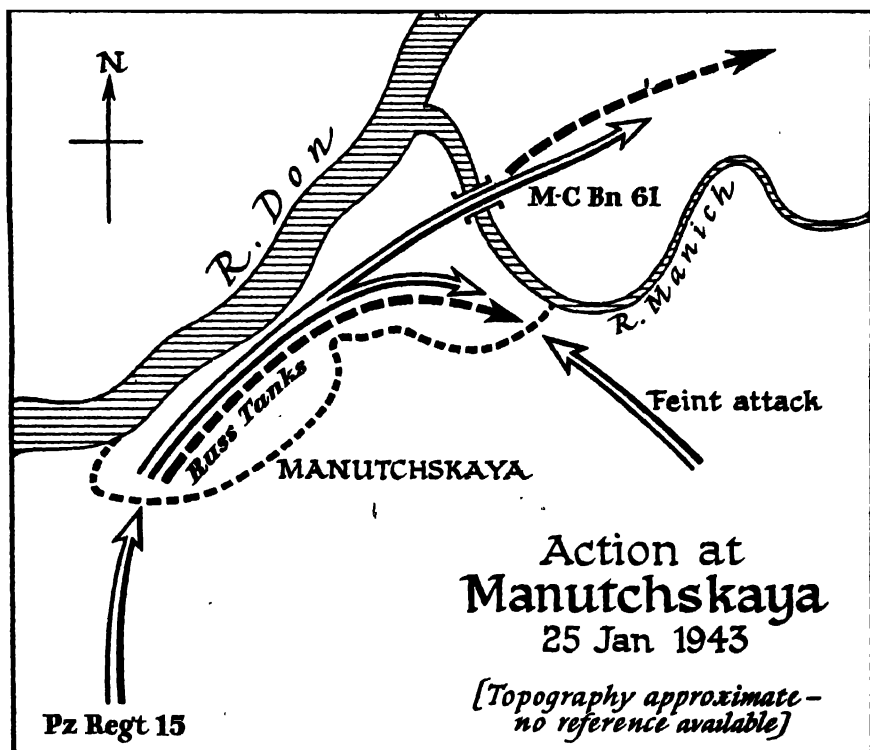 N
R. Don
M-C Bn 61
R. Manich
Russ Tanks
Feint attack
MANUTCHSKAYA
Action at
Manutchskaya
25 Jan 1943
[Topography approximate –
no reference available]
Pz Regt 15